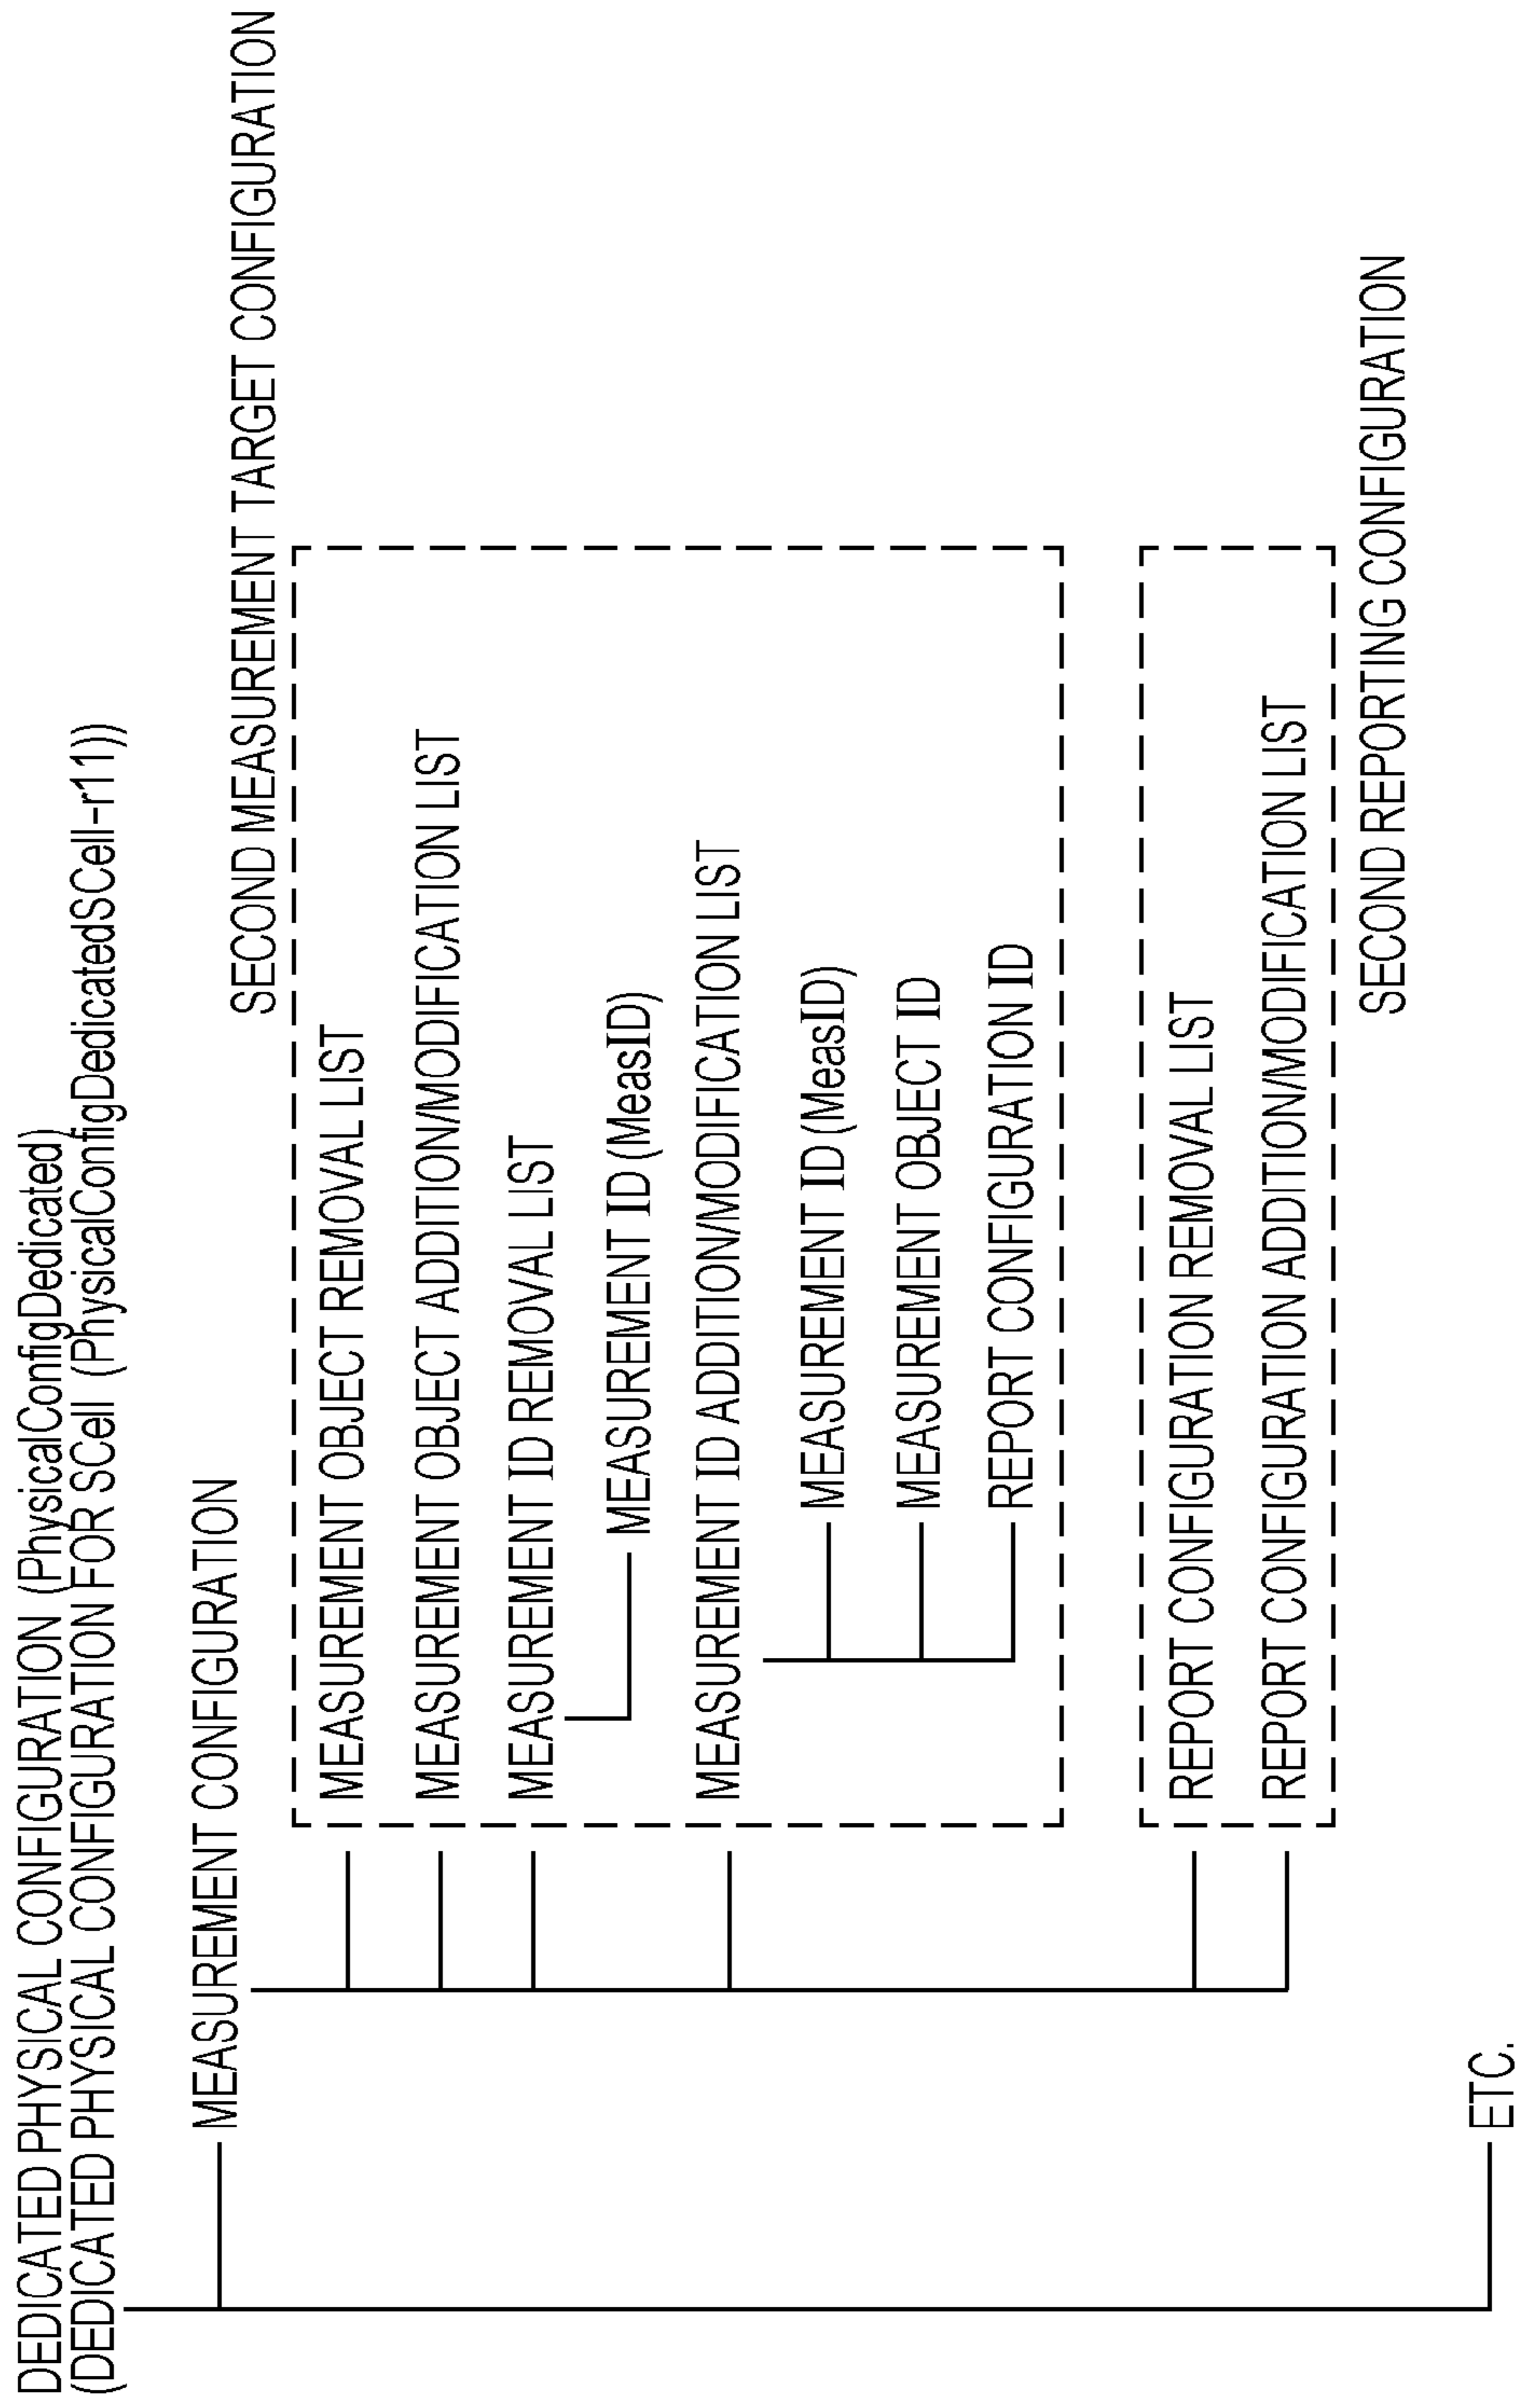 DEDICATED PHYSICAL CONFIGURATION (PhysicalConfigDedicated)
(DEDICATED PHYSICAL CONFIGURATION FOR SCell (PhysicalConfigDedicatedSCell-r11))
MEASUREMENT CONFIGURATION
SECOND MEASUREMENT TARGET CONFIGURATION
MEASUREMENT OBJECT REMOVAL LIST
MEASUREMENT OBJECT ADDITION/MODIFICATION LIST
MEASUREMENT ID REMOVAL LIST
MEASUREMENT ID (MeasID)
MEASUREMENT ID ADDITION/MODIFICATION LIST
MEASUREMENT ID (MeasID)
MEASUREMENT OBJECT ID
REPORT CONFIGURATION ID
REPORT CONFIGURATION REMOVAL LIST
REPORT CONFIGURATION ADDITION/MODIFICATION LIST
SECOND REPORTING CONFIGURATION
ETC.